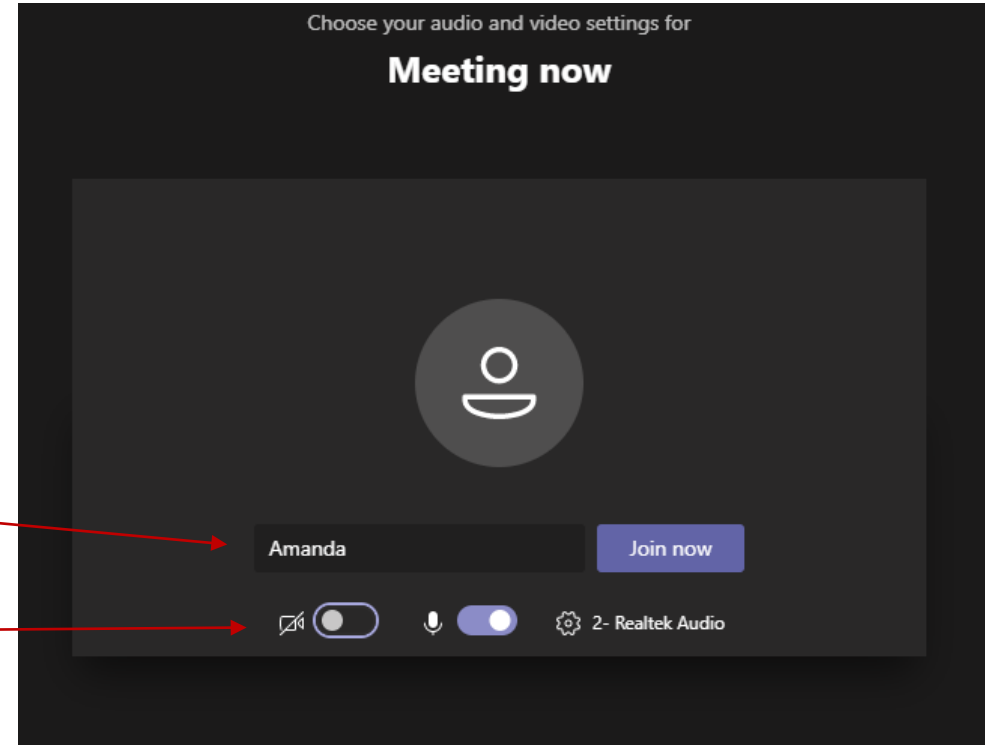 Choose your audio and video settings for
Meeting now
Amanda
Join now
2- Realtek Audio